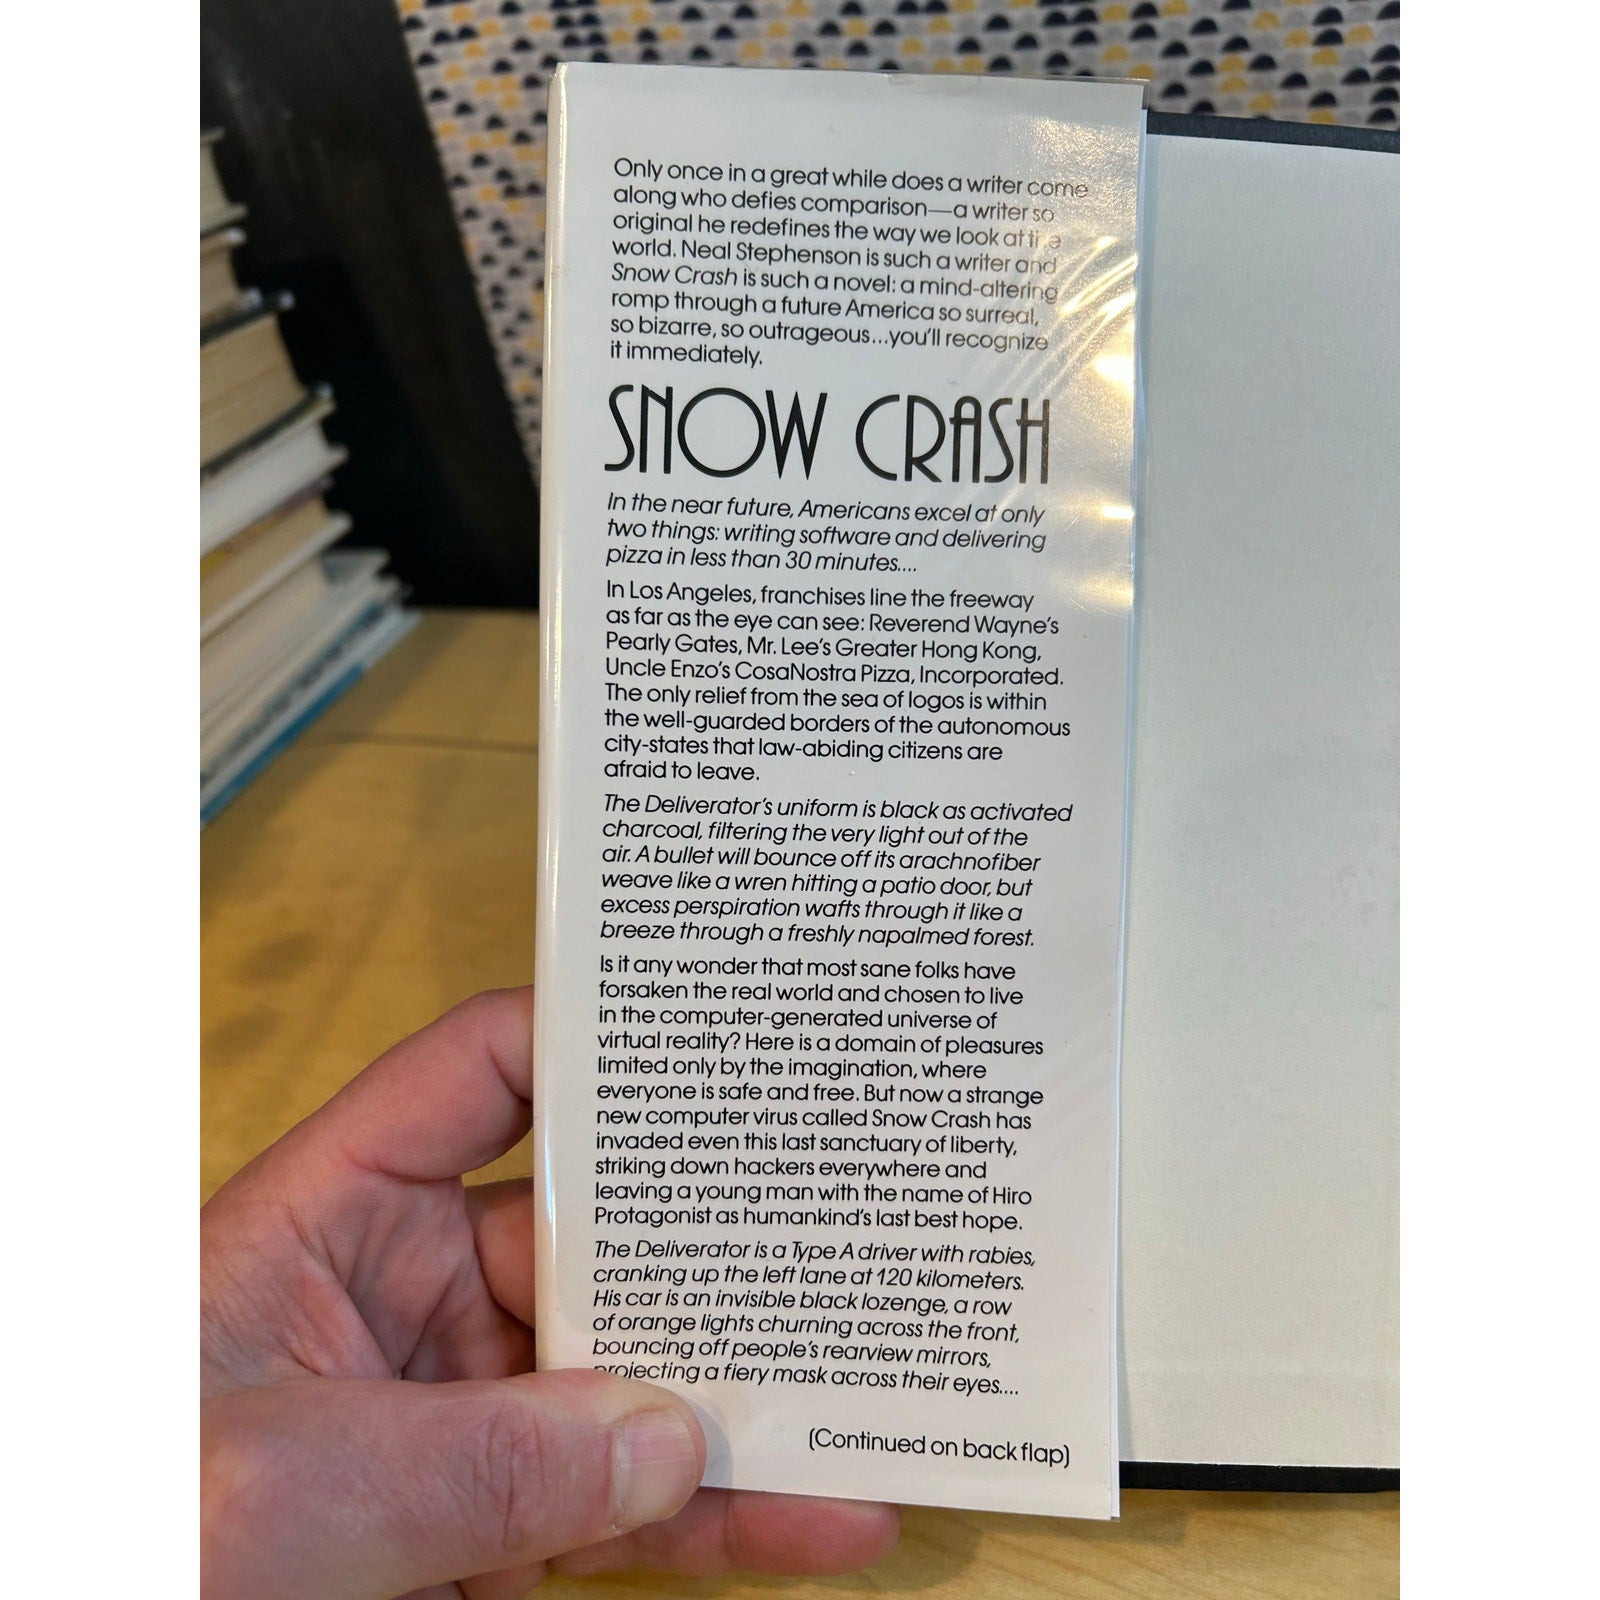 Only once in a great while does a writer come
along who defies comparison—a writer so
original he redefines the way we look at the
world. Neal Stephenson is such a writer and
Snow Crash is such a novel: a mind-altering
romp through a future America so surreal,
so bizarre, so outrageous...you'll recognize
it immediately.
SNOW CRASH
In the near future, Americans excel at only
two things: writing software and delivering
pizza in less than 30 minutes....
In Los Angeles, franchises line the freeway
as far as the eye can see: Reverend Wayne's
Pearly Gates, Mr. Lee's Greater Hong Kong,
Uncle Enzo's CosaNostra Pizza, Incorporated.
The only relief from the sea of logos is within
the well-guarded borders of the autonomous
city-states that law-abiding citizens are
afraid to leave.
The Deliverator's uniform is black as activated
charcoal, filtering the very light out of the
air. A bullet will bounce off its arachnofiber
weave like a wren hitting a patio door, but
excess perspiration wafts through it like a
breeze through a freshly napalmed forest.
Is it any wonder that most sane folks have
forsaken the real world and chosen to live
in the computer-generated universe of
virtual reality? Here is a domain of pleasures
limited only by the imagination, where
everyone is safe and free. But now a strange
new computer virus called Snow Crash has
invaded even this last sanctuary of liberty,
striking down hackers everywhere and
leaving a young man with the name of Hiro
Protagonist as humankind's last best hope.
The Deliverator is a Type A driver with rabies,
cranking up the left lane at 120 kilometers.
His car is an invisible black lozenge, a row
of orange lights churning across the front,
bouncing off people's rearview mirrors,
projecting a fiery mask across their eyes....
(Continued on back flap)